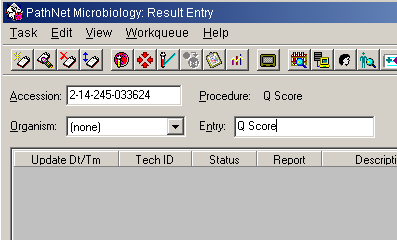 PathNet Microbiology: Result Entry
Task Edit View Workqueue Help
Accession: 2-14-245-033624 Procedure: Q Score
Organism: (none) Entry: Q Score
Update Dt/Tm Tech ID Status Report Descripti